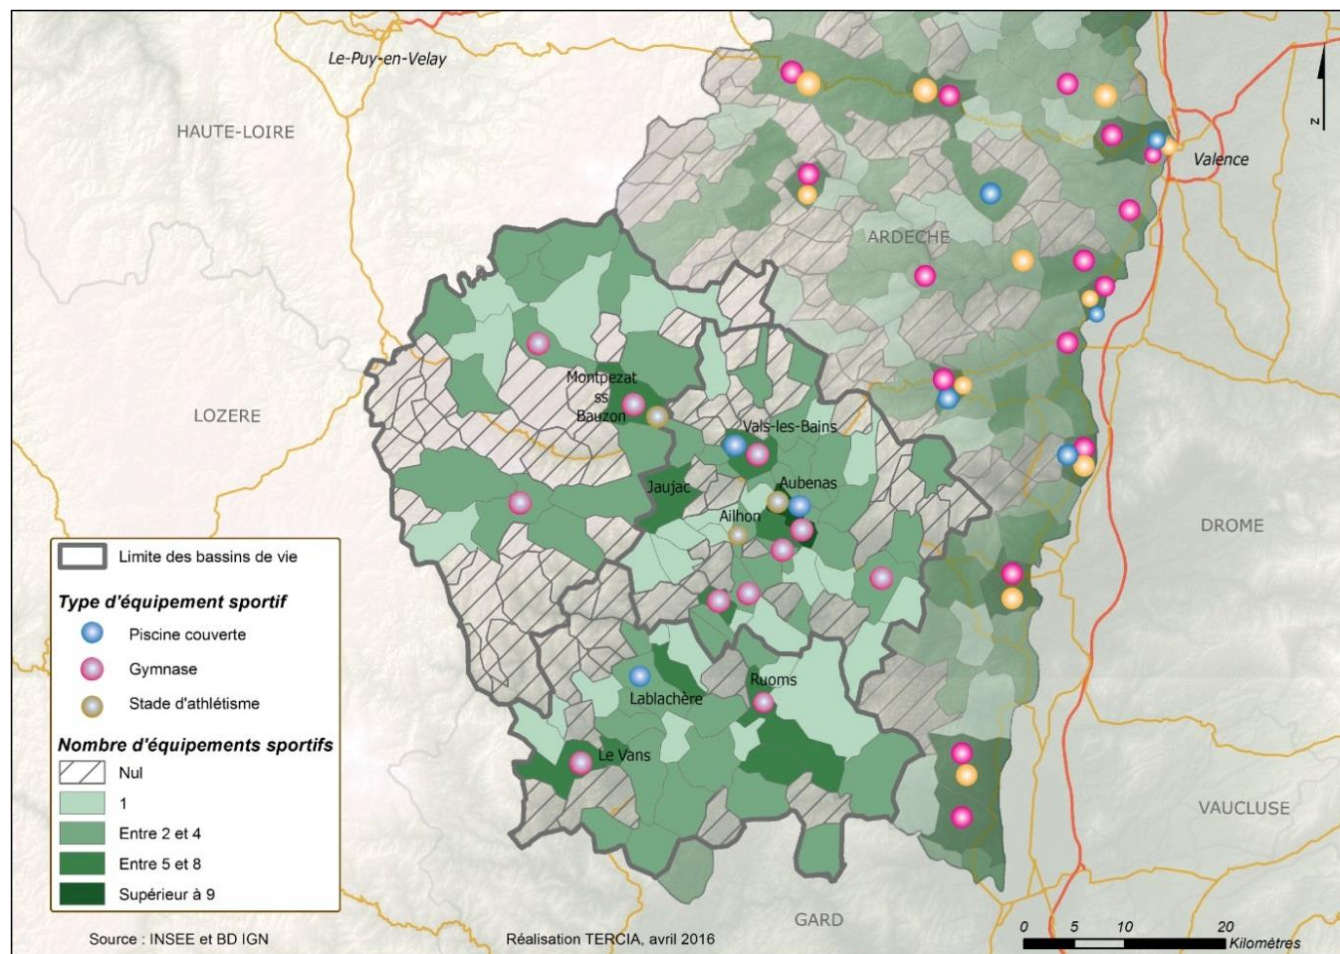 Le-Puy-en-Velay
HAUTE-LOIRE
N
Valence
ARDECHE
LOZERE
Montpezat
ss
Bauzon
Vals-les-Bains
Jaujac
Aubenas
Ailhon
DROME
Lablachère
Ruoms
Le Vans
VAUCLUSE
GARD
Limite des bassins de vie
Type d'équipement sportif
Piscine couverte
Gymnase
Stade d'athlétisme
Nombre d'équipements sportifs
Nul
1
Entre 2 et 4
Entre 5 et 8
Supérieur à 9
Source : INSEE et BD IGN
Réalisation TERCIA, avril 2016
0 5 10 20
Kilomètres